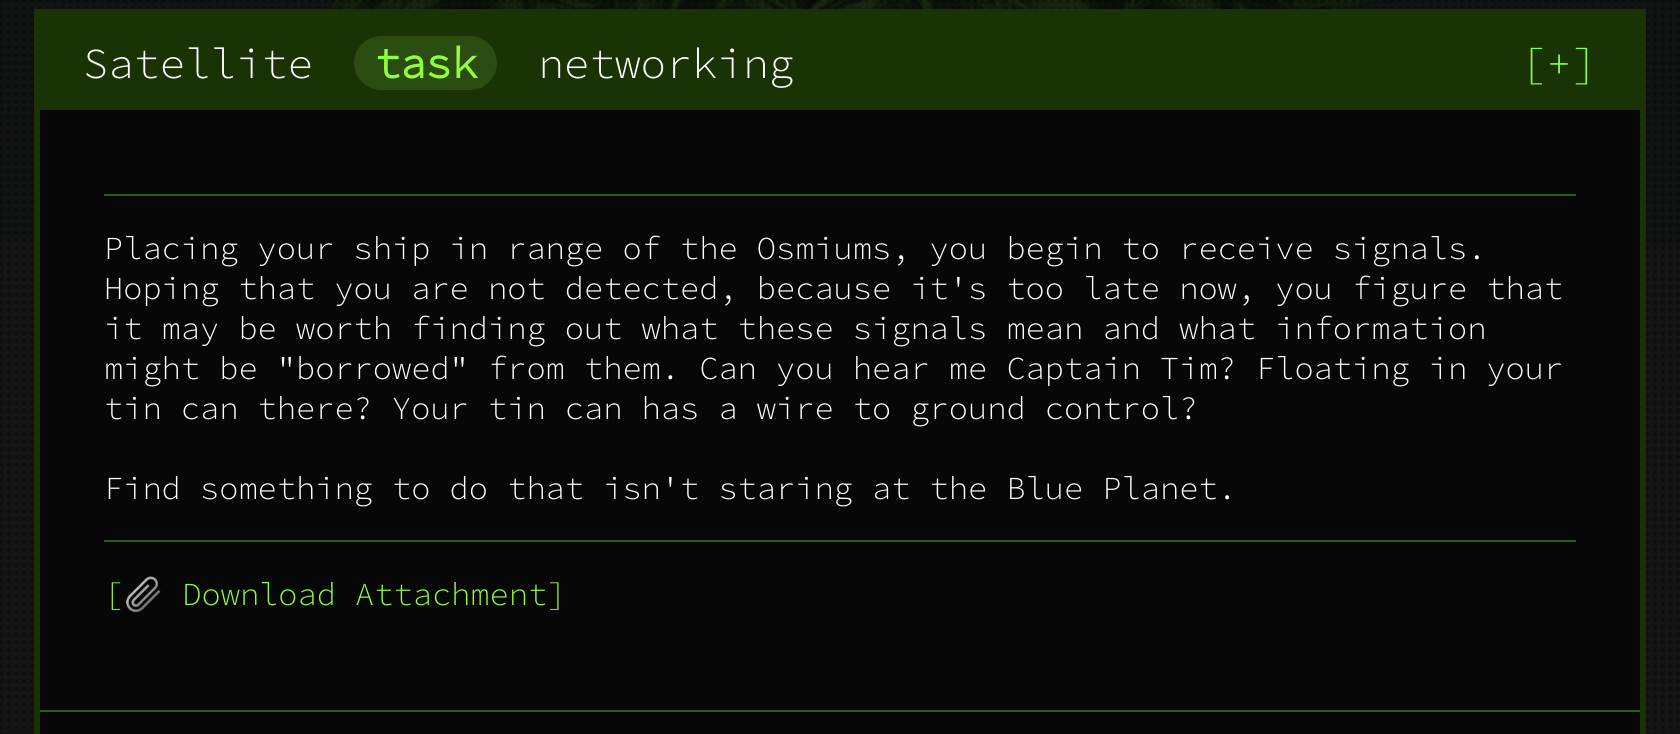 Satellite task networking [+]
Placing your ship in range of the Osmiums, you begin to receive signals.
Hoping that you are not detected, because it's too late now, you figure that
it may be worth finding out what these signals mean and what information
might be "borrowed" from them. Can you hear me Captain Tim? Floating in your
tin can there? Your tin can has a wire to ground control?
Find something to do that isn't staring at the Blue Planet.
[📎 Download Attachment]